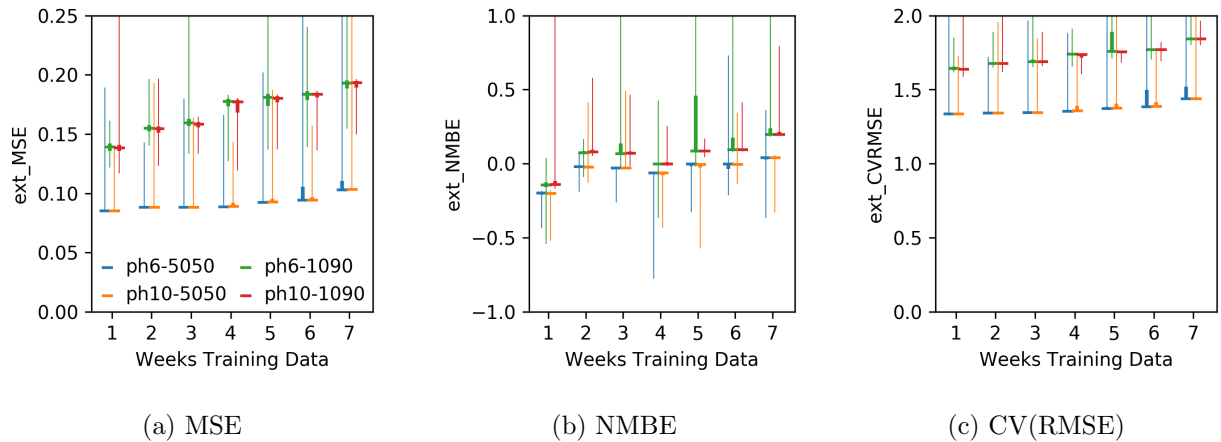 ext_MSE
0.25
0.20
0.15
0.10
0.05
0.00
ph6-5050
ph10-5050
ph6-1090
ph10-1090
1 2 3 4 5 6 7
Weeks Training Data
(a) MSE
ext_NMBE
1.0
0.5
0.0
−0.5
−1.0
1 2 3 4 5 6 7
Weeks Training Data
(b) NMBE
ext_CVRMSE
2.0
1.5
1.0
0.5
0.0
1 2 3 4 5 6 7
Weeks Training Data
(c) CV(RMSE)